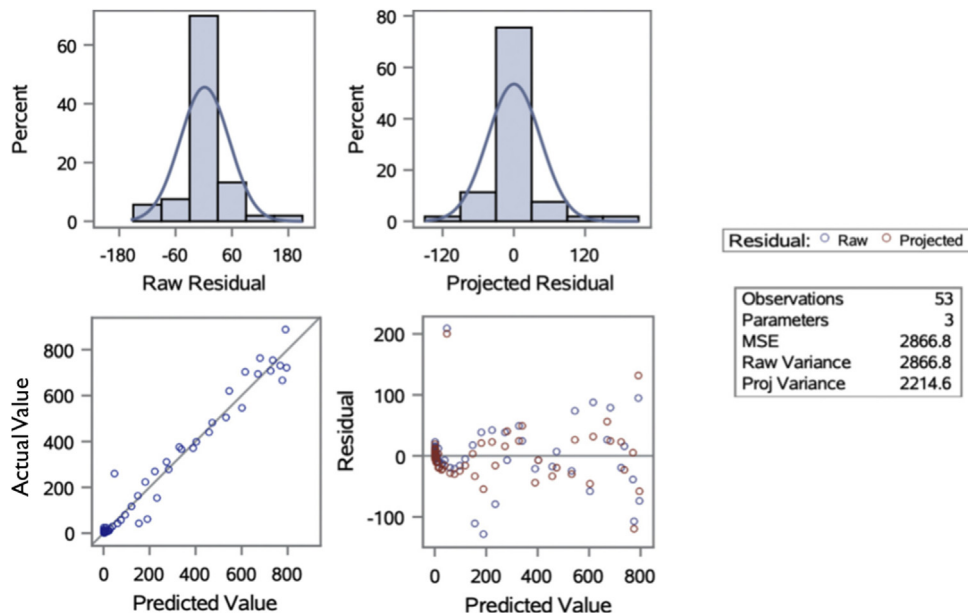 60
40
20
0
Percent
-180 -60 60 180
Raw Residual
80
60
40
20
0
Percent
-120 0 120
Projected Residual
Residual: Raw Projected
Observations 53
Parameters 3
MSE 2866.8
Raw Variance 2866.8
Proj Variance 2214.6
800
600
400
200
0
Actual Value
0 200 400 600 800
Predicted Value
200
100
0
-100
Residual
0 200 400 600 800
Predicted Value